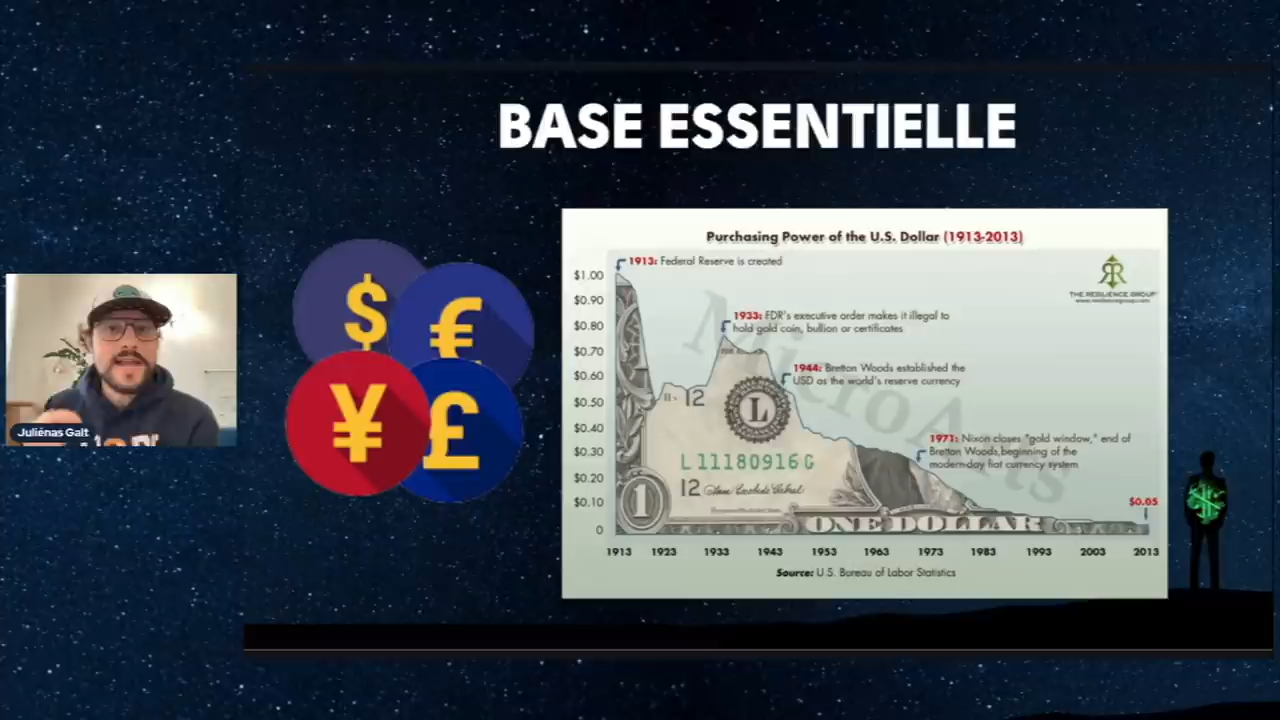 BASE ESSENTIELLE
Purchasing Power of the U.S. Dollar (1913-2013)
1913: Federal Reserve is created
THE RESILIENCE GROUP
$1.00
$0.90
$0.80
$0.70
$0.60
$0.50
$0.40
$0.30
$0.20
$0.10
0
1933: FDR's executive order makes it illegal to
hold gold coin, bullion or certificates
1944: Bretton Woods established the
USD as the world's reserve currency
1971: Nixon closes "gold window," end of
Bretton Woods,beginning of the
modern-day fiat currency system
$0.05
MicroArts
12
L
L11180916G
12
1
ONE DOLLAR
1913 1923 1933 1943 1953 1963 1973 1983 1993 2003 2013
Source: U.S. Bureau of Labor Statistics
$
€
¥
£
Juliénas Galt